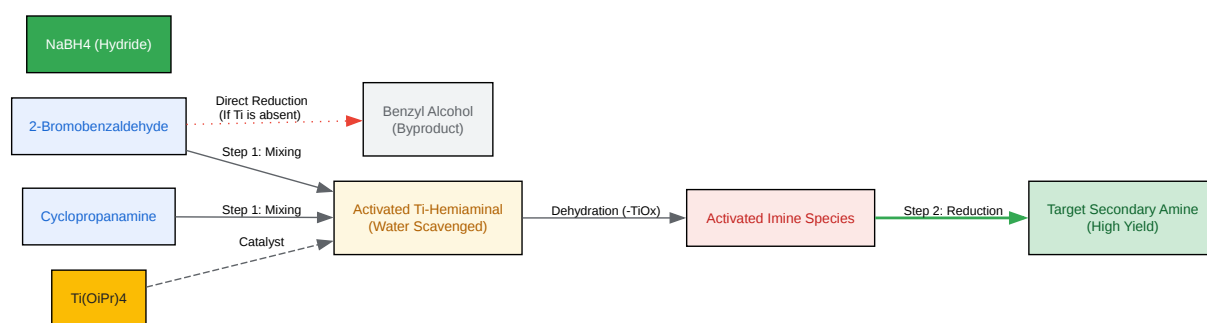 NaBH4 (Hydride)
2-Bromobenzaldehyde
Direct Reduction
(If Ti is absent)
Benzyl Alcohol
(Byproduct)
Step 1: Mixing
Cyclopropanamine
Step 1: Mixing
Catalyst
Ti(OiPr)4
Activated Ti-Hemiaminal
(Water Scavenged)
Dehydration (-TiOx)
Activated Imine Species
Step 2: Reduction
Target Secondary Amine
(High Yield)